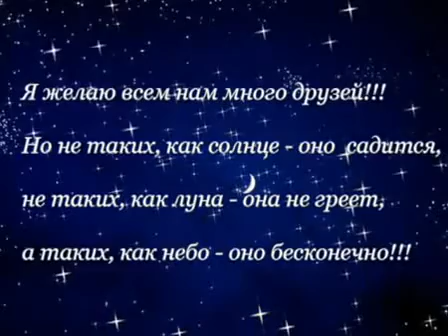 Я желаю всем нам много друзей!!!
Но не таких, как солнце - оно садится,
не таких, как луна - она не греет,
а таких, как небо - оно бесконечно!!!